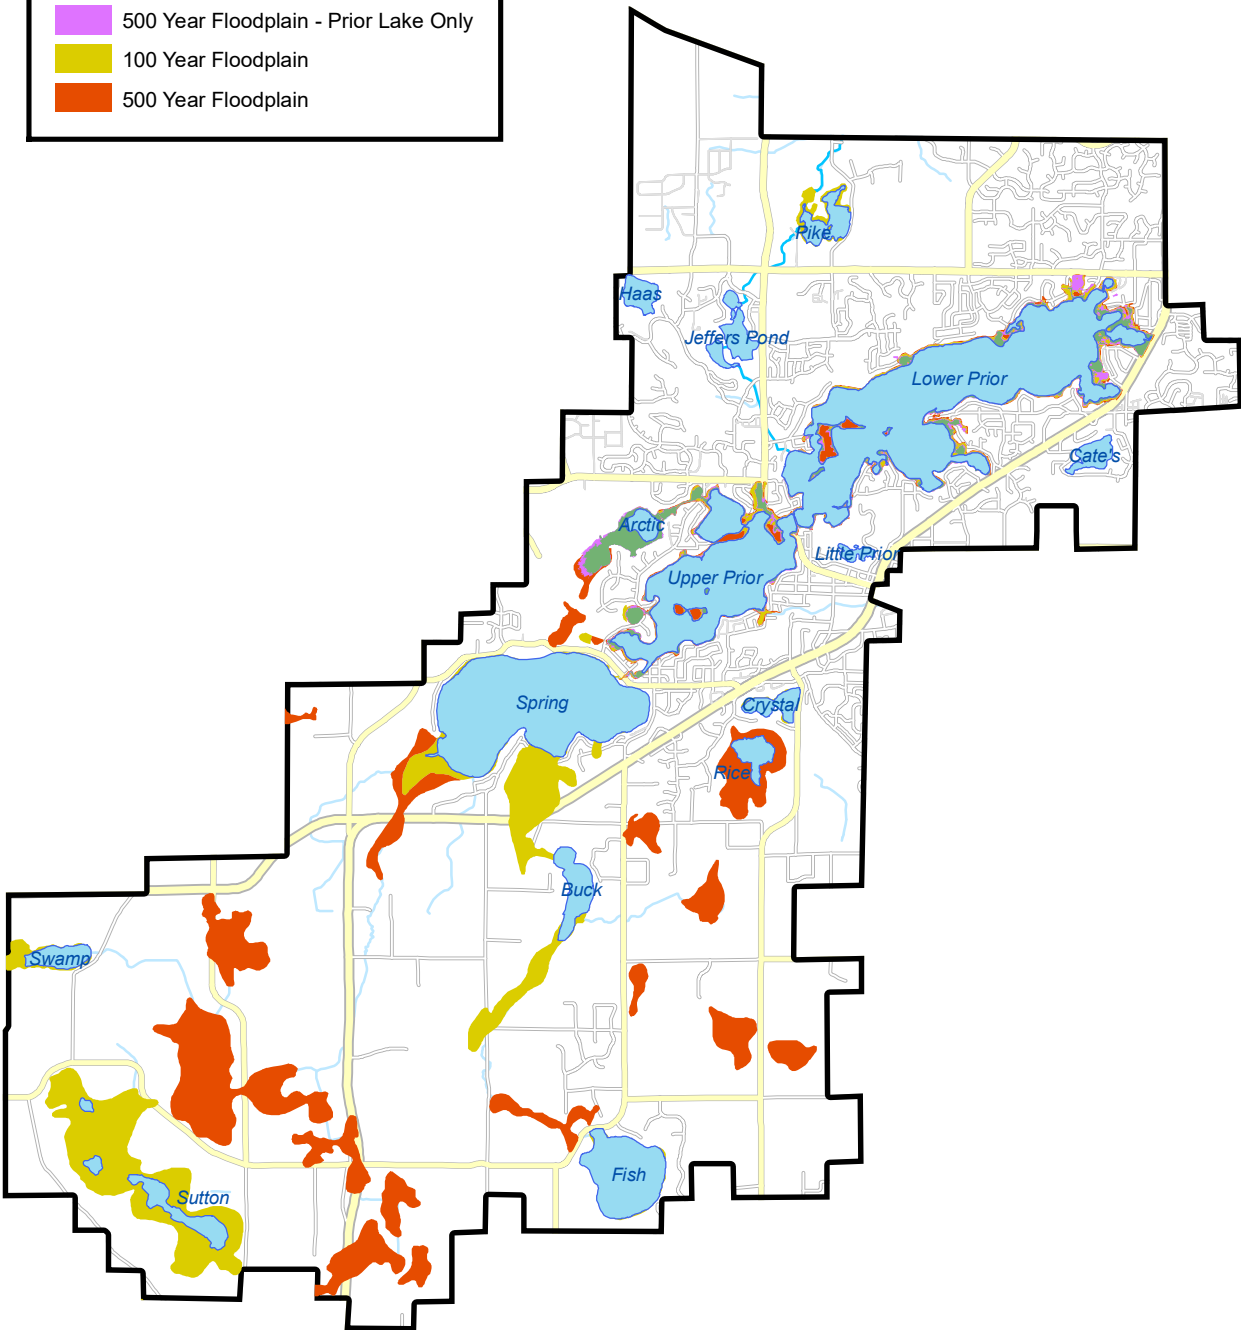 500 Year Floodplain - Prior Lake Only
100 Year Floodplain
500 Year Floodplain
Pike
Haas
Jeffers Pond
Lower Prior
Cate's
Arctic
Little Prior
Upper Prior
Spring
Crystal
Rice
Buck
Swamp
Fish
Sutton